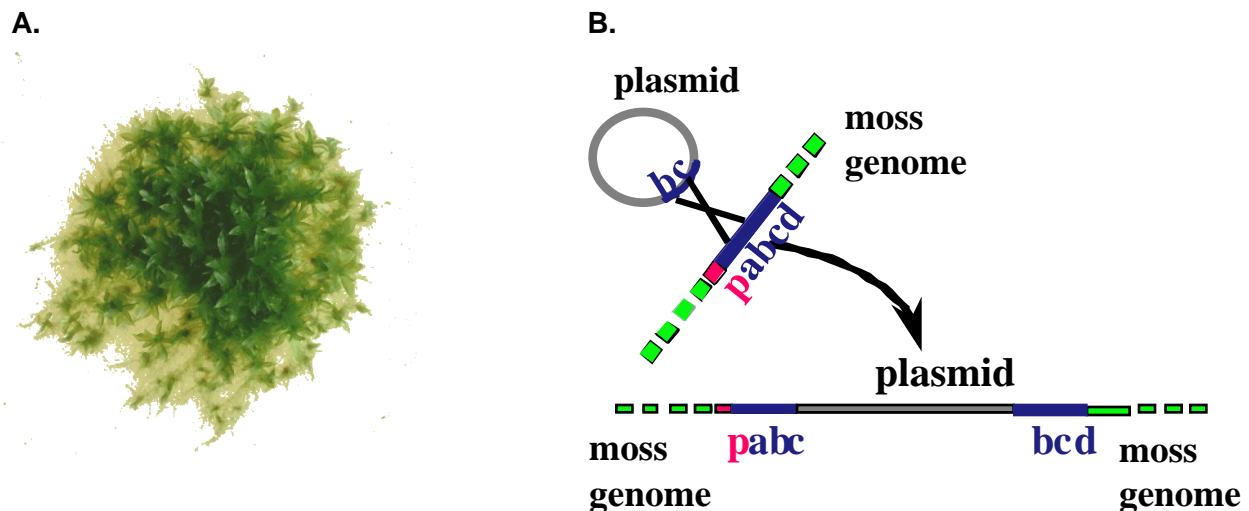 A.
B.
plasmid
bc
moss
genome
pabcd
plasmid
pabc
bcd
moss
genome
moss
genome